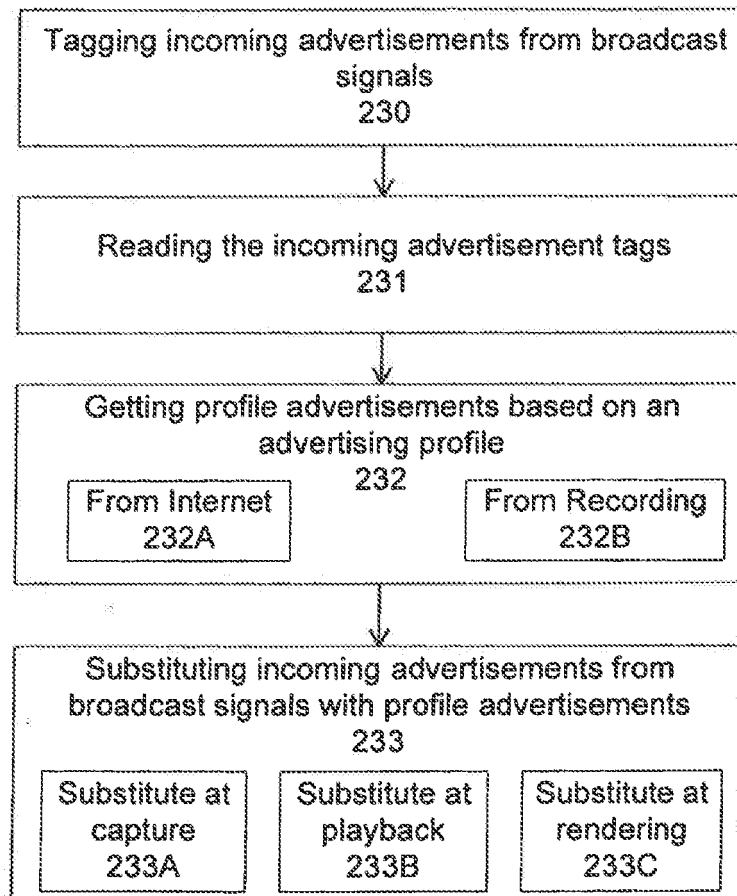 Tagging incoming advertisements from broadcast
signals
230
Reading the incoming advertisement tags
231
Getting profile advertisements based on an
advertising profile
232
From Internet
232A
From Recording
232B
Substituting incoming advertisements from
broadcast signals with profile advertisements
233
Substitute at
capture
233A
Substitute at
playback
233B
Substitute at
rendering
233C